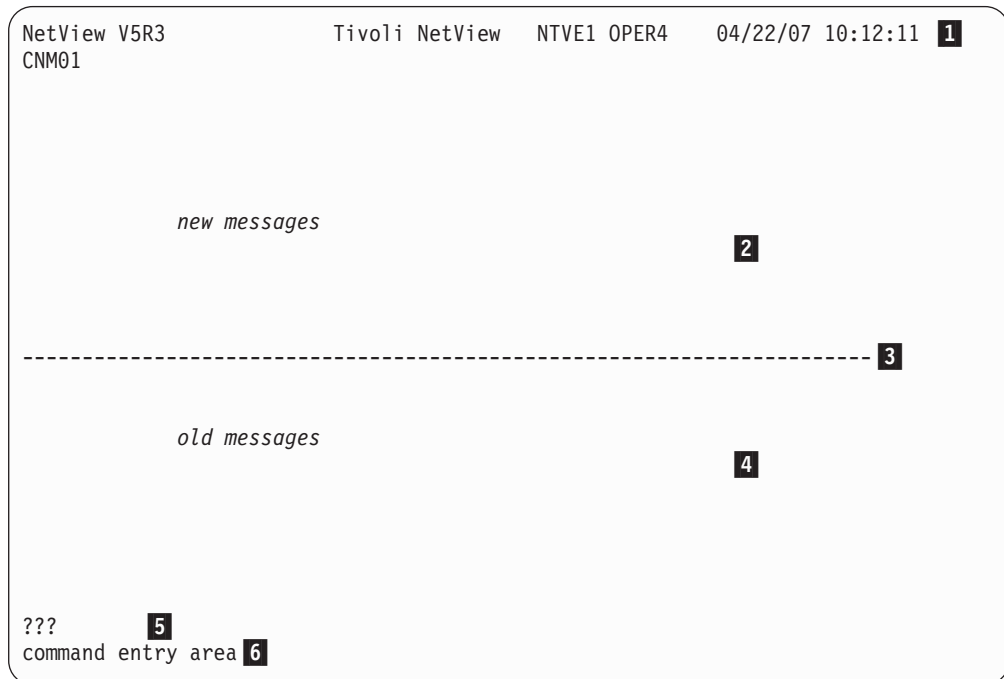 NetView V5R3 Tivoli NetView NTVE1 OPER4 04/22/07 10:12:11 1
CNM01
new messages
2
----------------------------------------------------------------------- 3
old messages
4
??? 5
command entry area 6